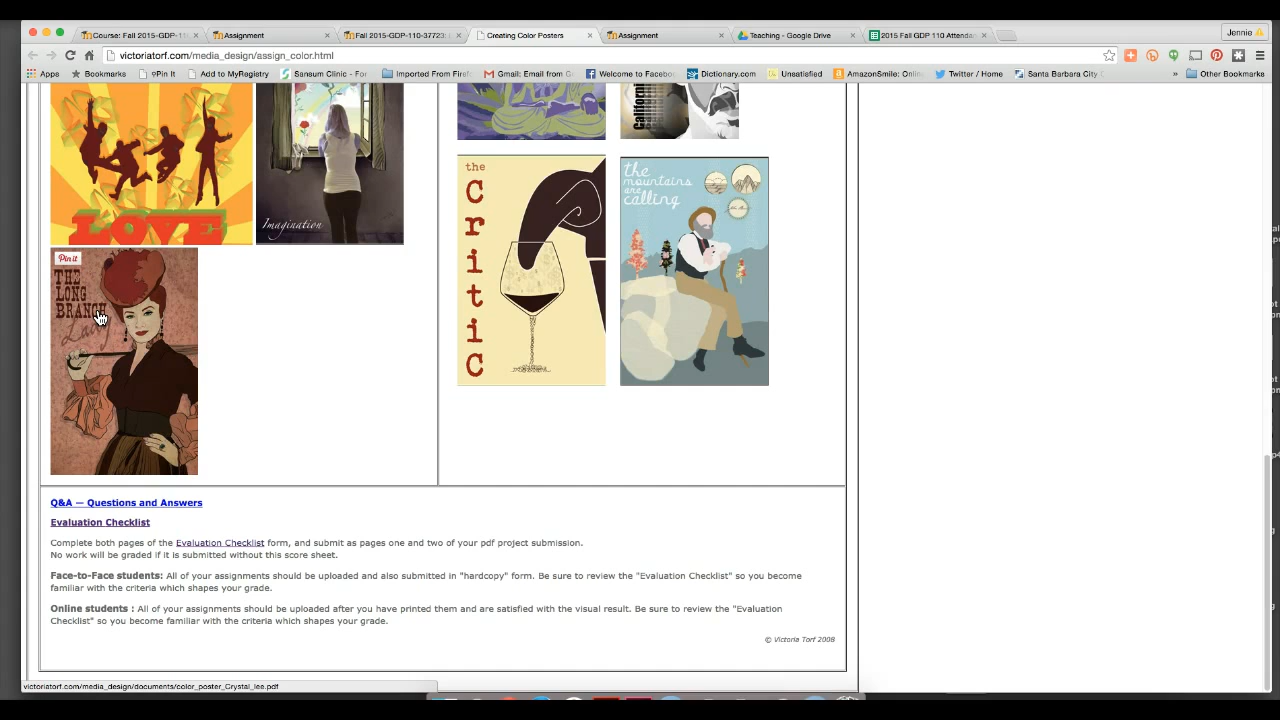 Course: Fall 2015-GDP-110
Assignment
Fall 2015-GDP-110-37723:
Creating Color Posters
Assignment
Teaching - Google Drive
2015 Fall GDP 110 Attendan
Jennie
victoriatorf.com/media_design/assign_color.html
Apps
Bookmarks
Pin It
Add to MyRegistry
Sansum Clinic - For
Imported From Firef
Gmail: Email from G
Welcome to Facebo
Dictionary.com
Unsatisfied
AmazonSmile: Onlin
Twitter / Home
Santa Barbara City
»
Other Bookmarks
LOVE
Imagination
Californ
the
Critic
the
mountains
are
calling
Pin it
THE
LONG
BRANCH
Lady
Q&A — Questions and Answers
Evaluation Checklist
Complete both pages of the Evaluation Checklist form, and submit as pages one and two of your pdf project submission.
No work will be graded if it is submitted without this score sheet.
Face-to-Face students: All of your assignments should be uploaded and also submitted in "hardcopy" form. Be sure to review the "Evaluation Checklist" so you become
familiar with the criteria which shapes your grade.
Online students : All of your assignments should be uploaded after you have printed them and are satisfied with the visual result. Be sure to review the "Evaluation
Checklist" so you become familiar with the criteria which shapes your grade.
© Victoria Torf 2008
victoriatorf.com/media_design/documents/color_poster_Crystal_lee.pdf